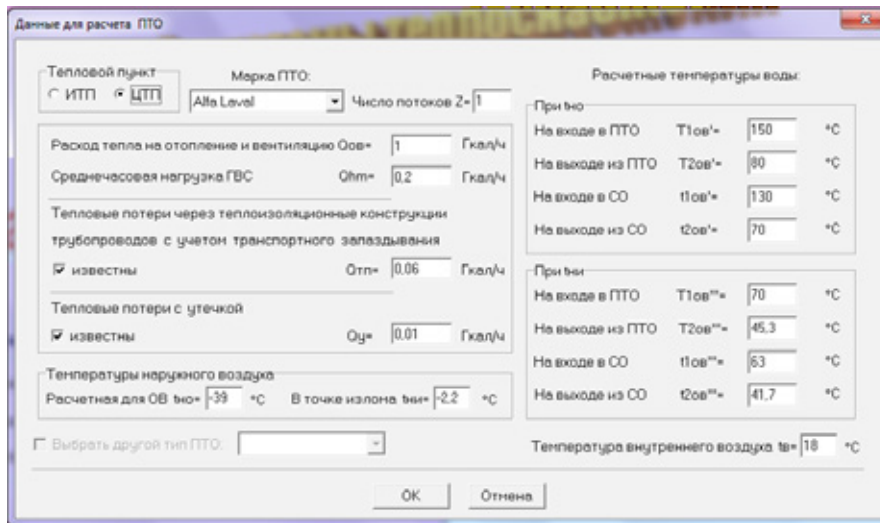 Данные для расчета ПТО
Тепловой пункт
ИТП ЦТП
Марка ПТО:
Alfa Laval
Число потоков Z= 1
Расход тепла на отопление и вентиляцию Qов= 1 Гкал/ч
Среднечасовая нагрузка ГВС Qhm= 0,2 Гкал/ч
Тепловые потери через теплоизоляционные конструкции
трубопроводов с учетом транспортного запаздывания
известны Qтп= 0,06 Гкал/ч
Тепловые потери с утечкой
известны Qу= 0,01 Гкал/ч
Температуры наружного воздуха
Расчетная для ОВ tно= -39 °C В точке излома tни= -2,2 °C
Выбрать другой тип ПТО:
Расчетные температуры воды:
При tно
На входе в ПТО T1ов'= 150 °C
На выходе из ПТО T2ов'= 80 °C
На входе в СО t1ов'= 130 °C
На выходе из СО t2ов'= 70 °C
При tни
На входе в ПТО T1ов'''= 70 °C
На выходе из ПТО T2ов'''= 45,3 °C
На входе в СО t1ов'''= 63 °C
На выходе из СО t2ов'''= 41,7 °C
Температура внутреннего воздуха tв= 18 °C
OK Отмена